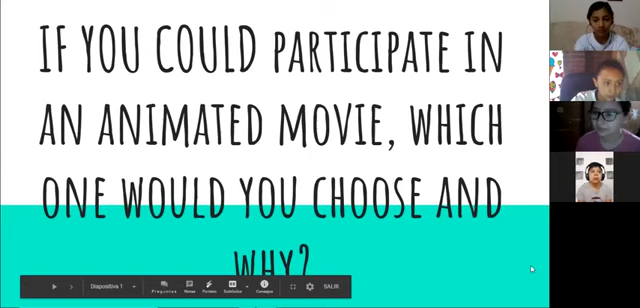 IF YOU COULD PARTICIPATE IN
AN ANIMATED MOVIE, WHICH
ONE WOULD YOU CHOOSE AND
WHY?
Diapositiva 1
Preguntas
Notas
Puntero
Subtítulos
Consejos
SALIR